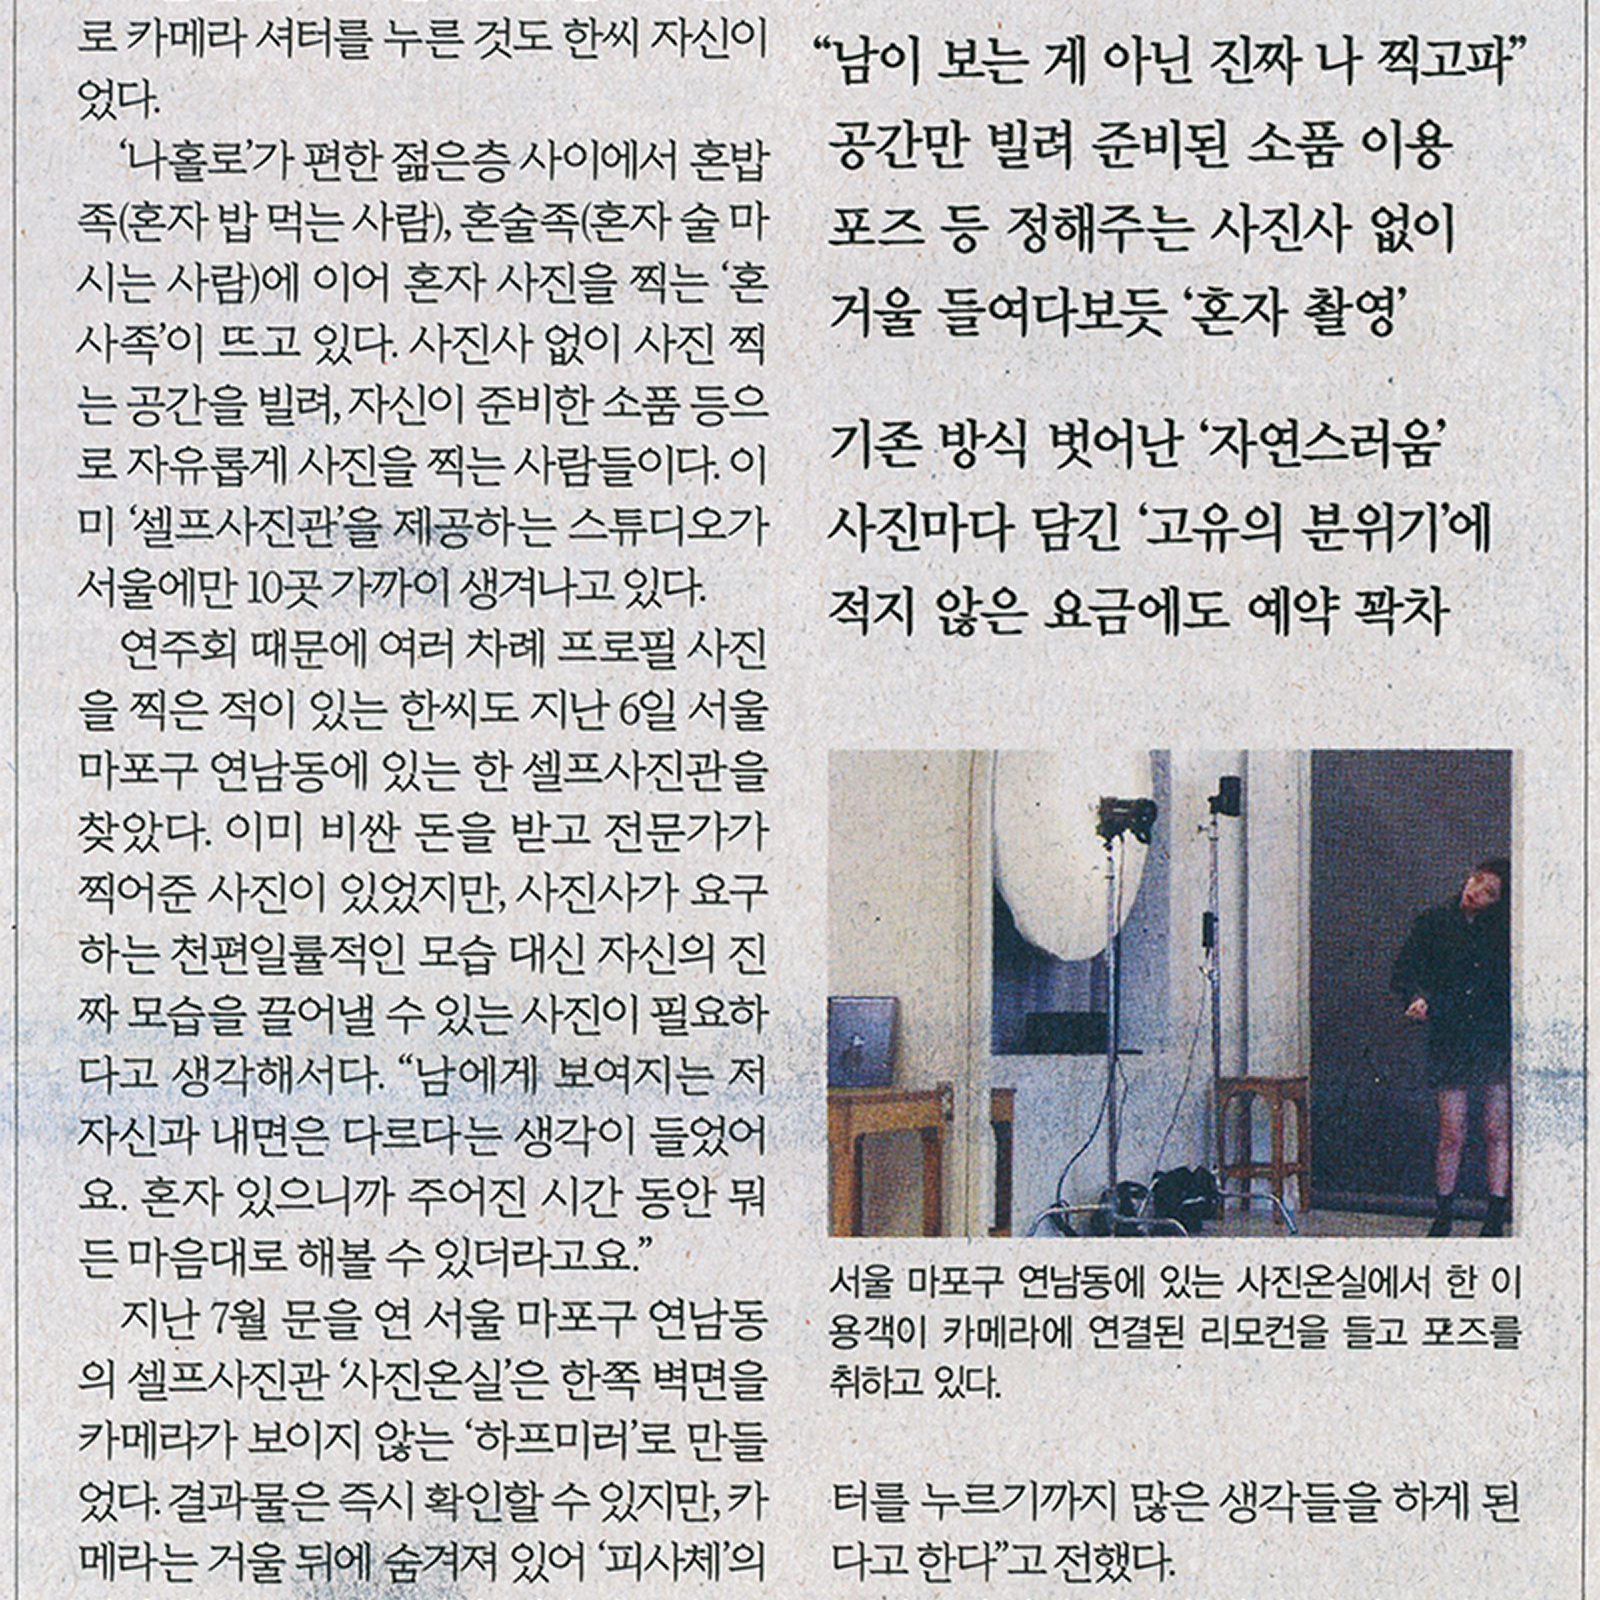 로 카메라 셔터를 누른 것도 한씨 자신이
었다.
‘나홀로’가 편한 젊은층 사이에서 혼밥
족(혼자 밥 먹는 사람), 혼술족(혼자 술 마
시는 사람)에 이어 혼자 사진을 찍는 ‘혼
사족’이 뜨고 있다. 사진사 없이 사진 찍
는 공간을 빌려, 자신이 준비한 소품 등으
로 자유롭게 사진을 찍는 사람들이다. 이
미 ‘셀프사진관’을 제공하는 스튜디오가
서울에만 10곳 가까이 생겨나고 있다.
연주회 때문에 여러 차례 프로필 사진
을 찍은 적이 있는 한씨도 지난 6일 서울
마포구 연남동에 있는 한 셀프사진관을
찾았다. 이미 비싼 돈을 받고 전문가가
찍어준 사진이 있었지만, 사진사가 요구
하는 천편일률적인 모습 대신 자신의 진
짜 모습을 끌어낼 수 있는 사진이 필요하
다고 생각해서다. “남에게 보여지는 저
자신과 내면은 다르다는 생각이 들었어
요. 혼자 있으니까 주어진 시간 동안 뭐
든 마음대로 해볼 수 있더라고요.”
지난 7월 문을 연 서울 마포구 연남동
의 셀프사진관 ‘사진온실’은 한쪽 벽면을
카메라가 보이지 않는 ‘하프미러’로 만들
었다. 결과물은 즉시 확인할 수 있지만, 카
메라는 거울 뒤에 숨겨져 있어 ‘피사체’의
“남이 보는 게 아닌 진짜 나 찍고파”
공간만 빌려 준비된 소품 이용
포즈 등 정해주는 사진사 없이
거울 들여다보듯 ‘혼자 촬영’
기존 방식 벗어난 ‘자연스러움’
사진마다 담긴 ‘고유의 분위기’에
적지 않은 요금에도 예약 꽉차
서울 마포구 연남동에 있는 사진온실에서 한 이
용객이 카메라에 연결된 리모컨을 들고 포즈를
취하고 있다.
터를 누르기까지 많은 생각들을 하게 된
다고 한다”고 전했다.